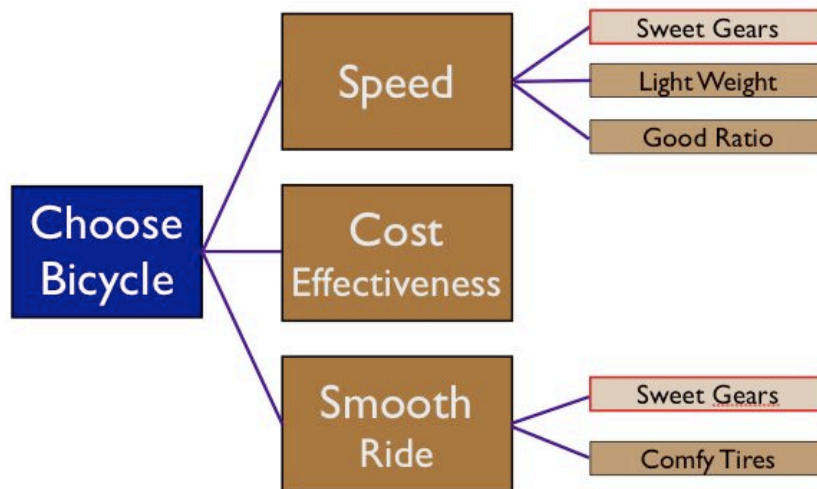 Choose
Bicycle
Speed
Sweet Gears
Light Weight
Good Ratio
Cost
Effectiveness
Smooth
Ride
Sweet Gears
Comfy Tires